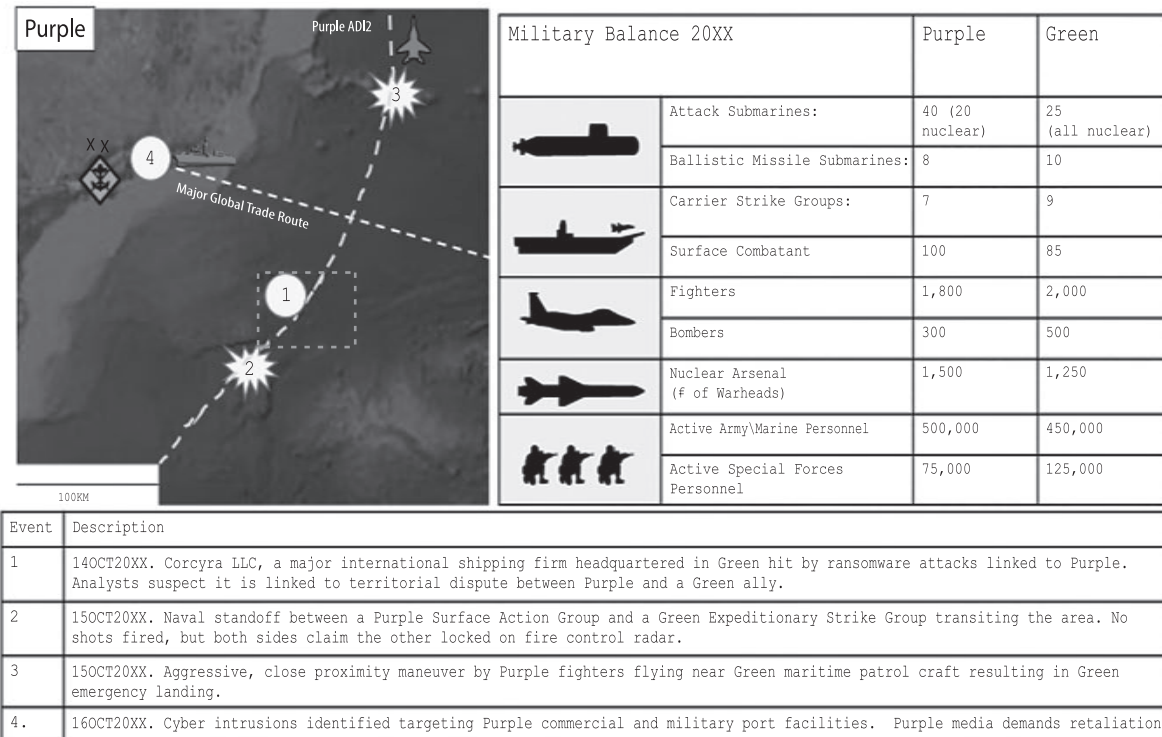 Purple
Purple ADI2
3
X X
4
Major Global Trade Route
1
2
100KM
Military Balance 20XX
Purple
Green
Attack Submarines:
40 (20
nuclear)
25
(all nuclear)
Ballistic Missile Submarines:
8
10
Carrier Strike Groups:
7
9
Surface Combatant
100
85
Fighters
1,800
2,000
Bombers
300
500
Nuclear Arsenal
(# of Warheads)
1,500
1,250
Active Army\Marine Personnel
500,000
450,000
Active Special Forces
Personnel
75,000
125,000
Event
Description
1
14OCT20XX. Corcyra LLC, a major international shipping firm headquartered in Green hit by ransomware attacks linked to Purple.
Analysts suspect it is linked to territorial dispute between Purple and a Green ally.
2
15OCT20XX. Naval standoff between a Purple Surface Action Group and a Green Expeditionary Strike Group transiting the area. No
shots fired, but both sides claim the other locked on fire control radar.
3
15OCT20XX. Aggressive, close proximity maneuver by Purple fighters flying near Green maritime patrol craft resulting in Green
emergency landing.
4.
16OCT20XX. Cyber intrusions identified targeting Purple commercial and military port facilities. Purple media demands retaliation